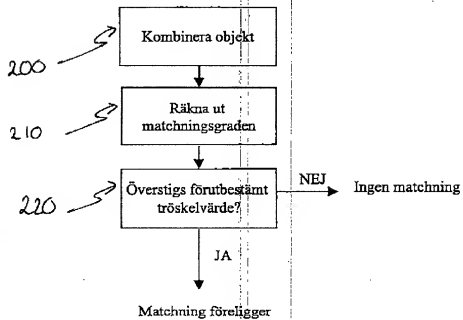 Kombinera objekt
200
Räkna ut
matchningsgraden
210
Överstigs förutbestämt
tröskelvärde?
220
NEJ
Ingen matchning
JA
Matchning föreligger